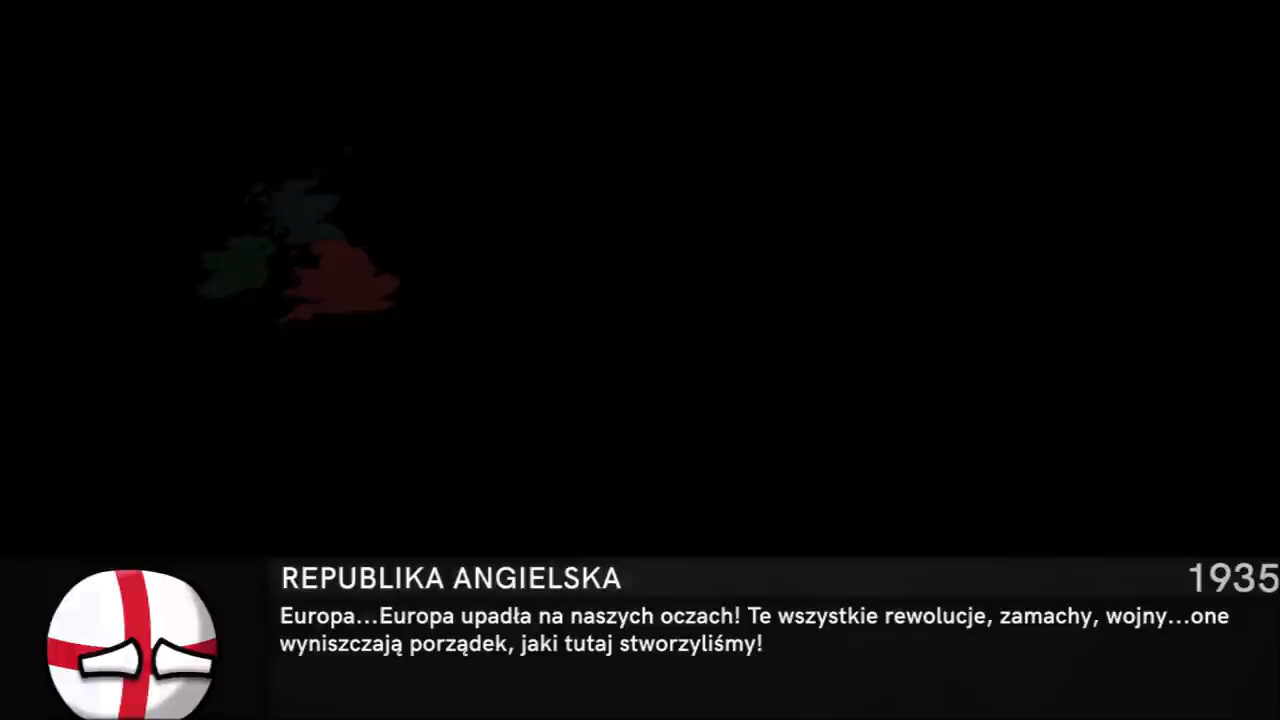 REPUBLIKA ANGIELSKA
1935
Europa...Europa upadła na naszych oczach! Te wszystkie rewolucje, zamachy, wojny...one
wyniszczają porządek, jaki tutaj stworzyliśmy!